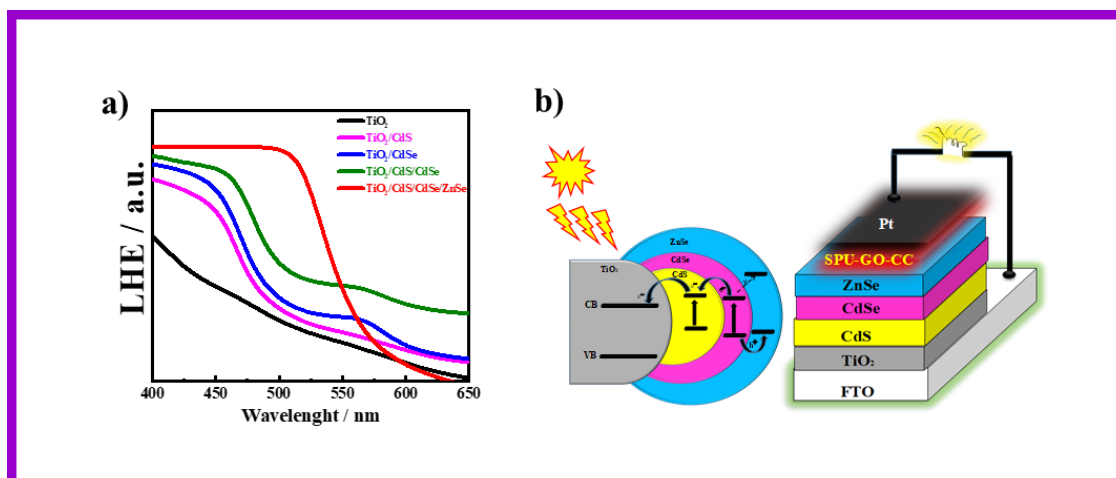 a)
LHE / a.u.
TiO₂
TiO₂/CdS
TiO₂/CdSe
TiO₂/CdS/CdSe
TiO₂/CdS/CdSe/ZnSe
400 450 500 550 600 650
Wavelenght / nm
b)
ZnSe
CdSe
CdS
TiO₂
CB
VB
e⁻
e⁻
h⁺
Pt
SPU-GO-CC
ZnSe
CdSe
CdS
TiO₂
FTO